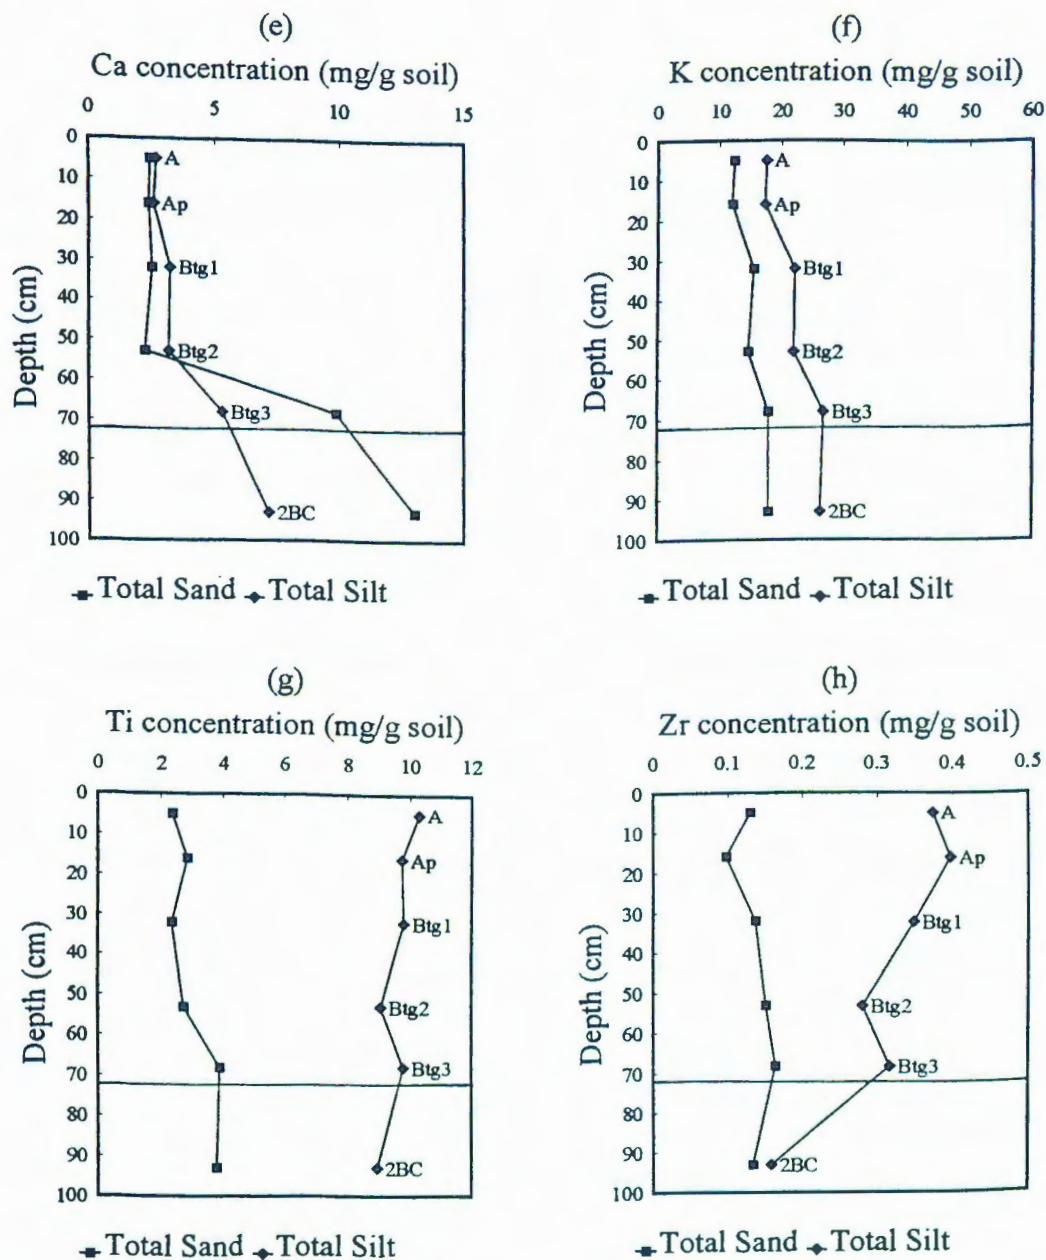 (e)
Ca concentration (mg/g soil)
0 5 10 15
0
10
20
30
40
50
60
70
80
90
100
Depth (cm)
A
Ap
Btg1
Btg2
Btg3
2BC
Total Sand Total Silt
(f)
K concentration (mg/g soil)
0 10 20 30 40 50 60
0
10
20
30
40
50
60
70
80
90
100
Depth (cm)
A
Ap
Btg1
Btg2
Btg3
2BC
Total Sand Total Silt
(g)
Ti concentration (mg/g soil)
0 2 4 6 8 10 12
0
10
20
30
40
50
60
70
80
90
100
Depth (cm)
A
Ap
Btg1
Btg2
Btg3
2BC
Total Sand Total Silt
(h)
Zr concentration (mg/g soil)
0 0.1 0.2 0.3 0.4 0.5
0
10
20
30
40
50
60
70
80
90
100
Depth (cm)
A
Ap
Btg1
Btg2
Btg3
2BC
Total Sand Total Silt